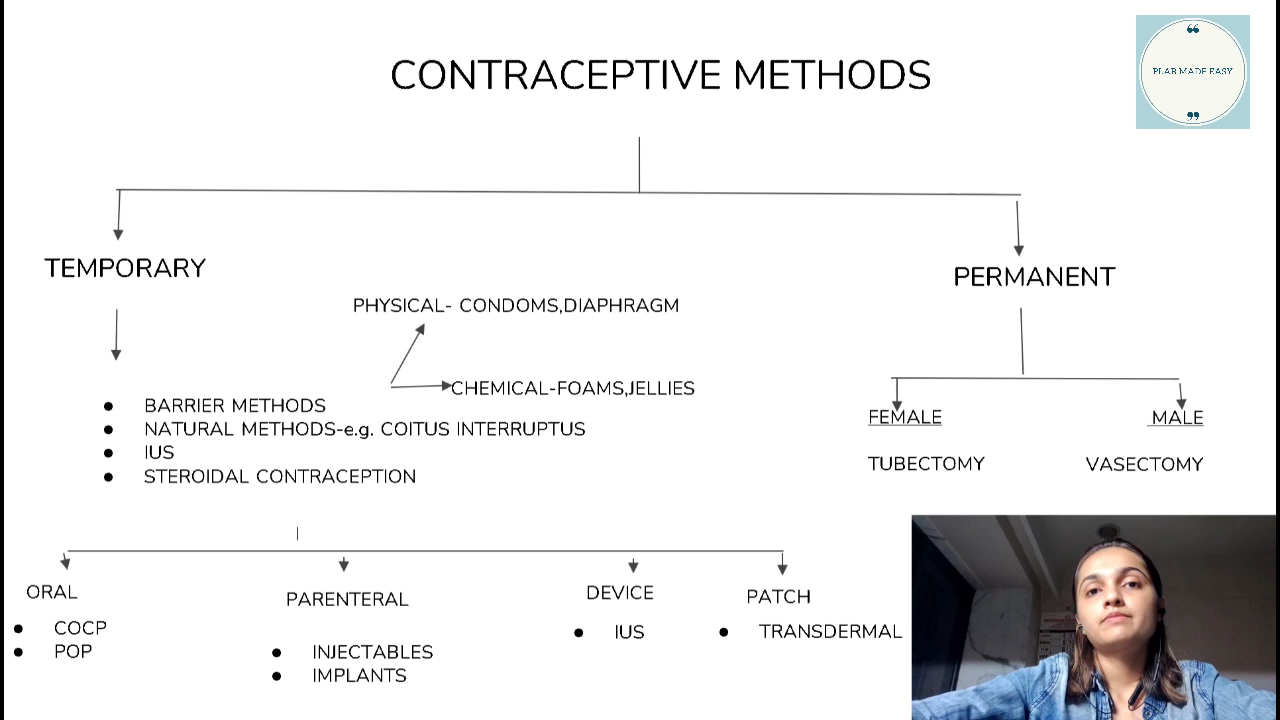 CONTRACEPTIVE METHODS
❝
PLAB MADE EASY
❞
TEMPORARY
PERMANENT
PHYSICAL- CONDOMS,DIAPHRAGM
CHEMICAL-FOAMS,JELLIES
● BARRIER METHODS
● NATURAL METHODS-e.g. COITUS INTERRUPTUS
● IUS
● STEROIDAL CONTRACEPTION
FEMALE
MALE
TUBECTOMY
VASECTOMY
ORAL
● COCP
● POP
PARENTERAL
● INJECTABLES
● IMPLANTS
DEVICE
● IUS
PATCH
● TRANSDERMAL